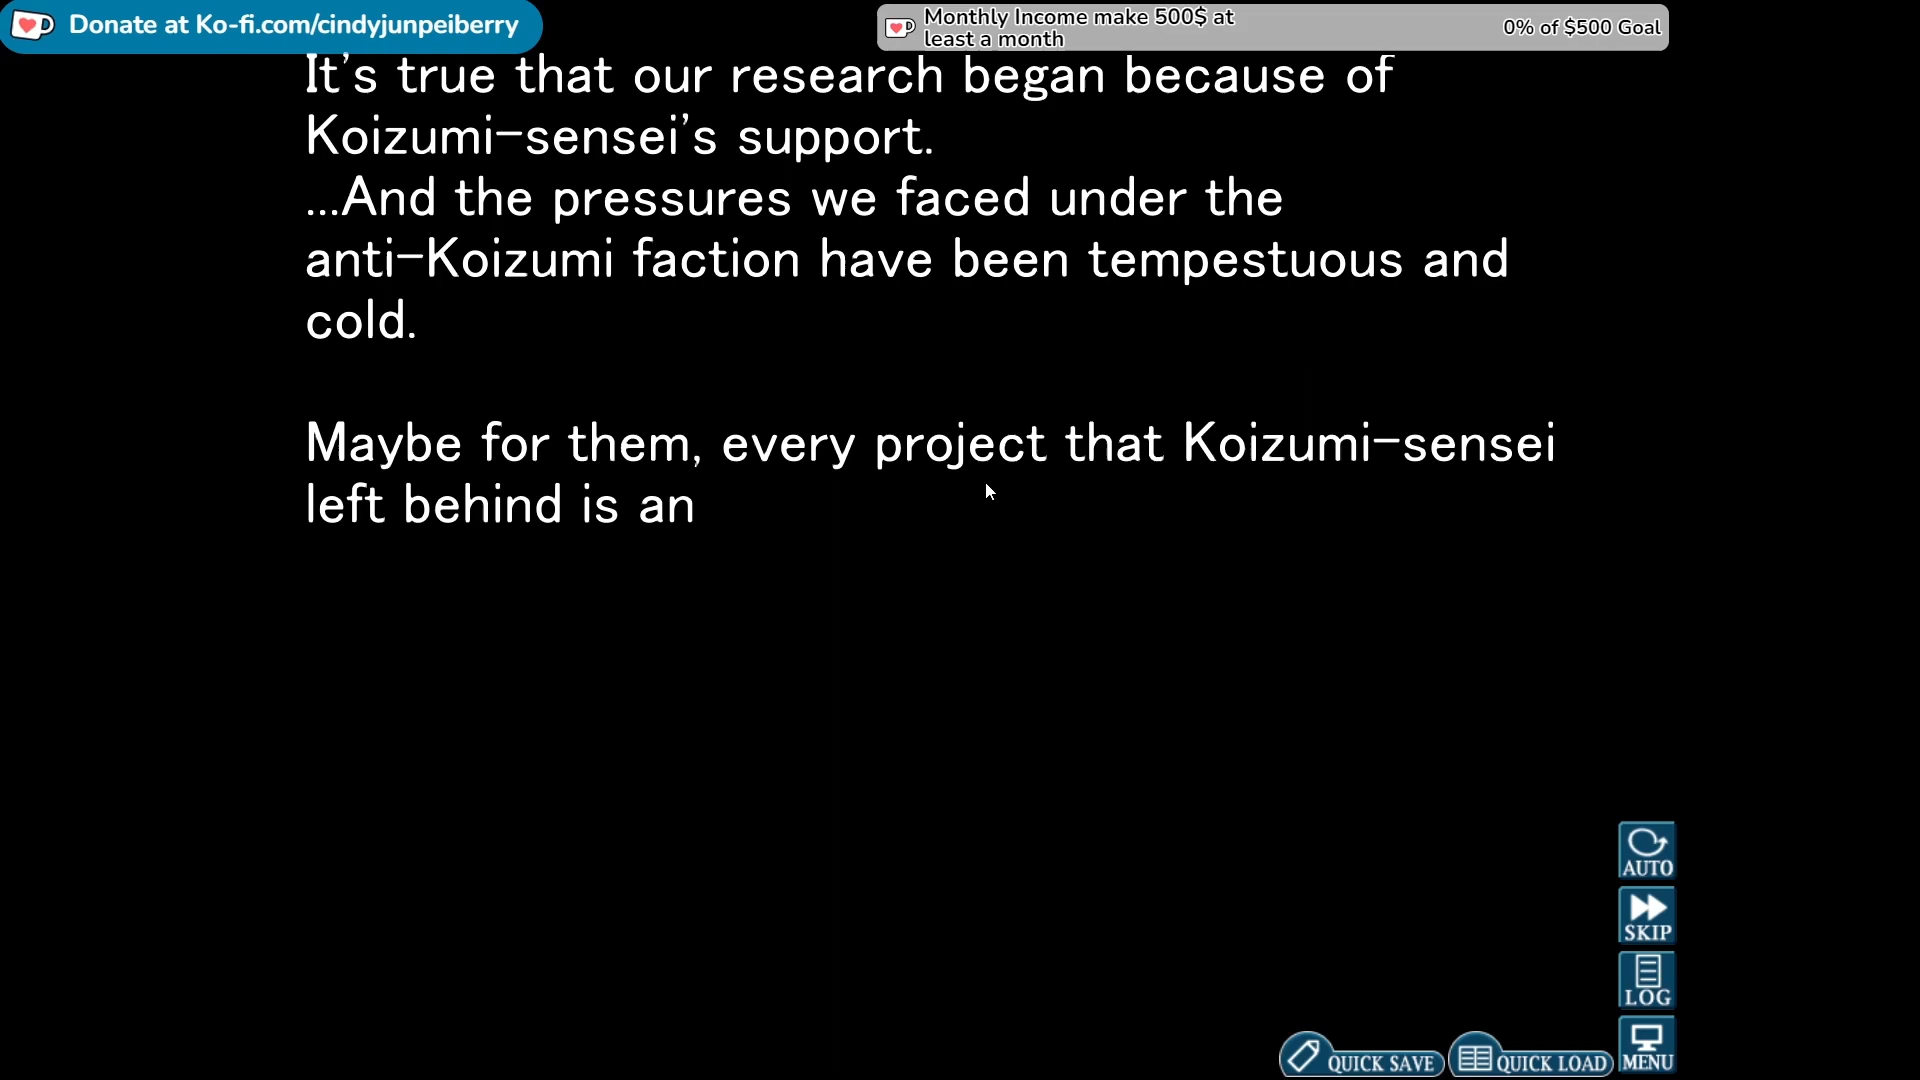 Donate at Ko-fi.com/cindyjunpeiberry
Monthly Income make 500$ at
least a month
0% of $500 Goal
It's true that our research began because of
Koizumi-sensei's support.
...And the pressures we faced under the
anti-Koizumi faction have been tempestuous and
cold.
Maybe for them, every project that Koizumi-sensei
left behind is an
AUTO
SKIP
LOG
MENU
QUICK SAVE
QUICK LOAD